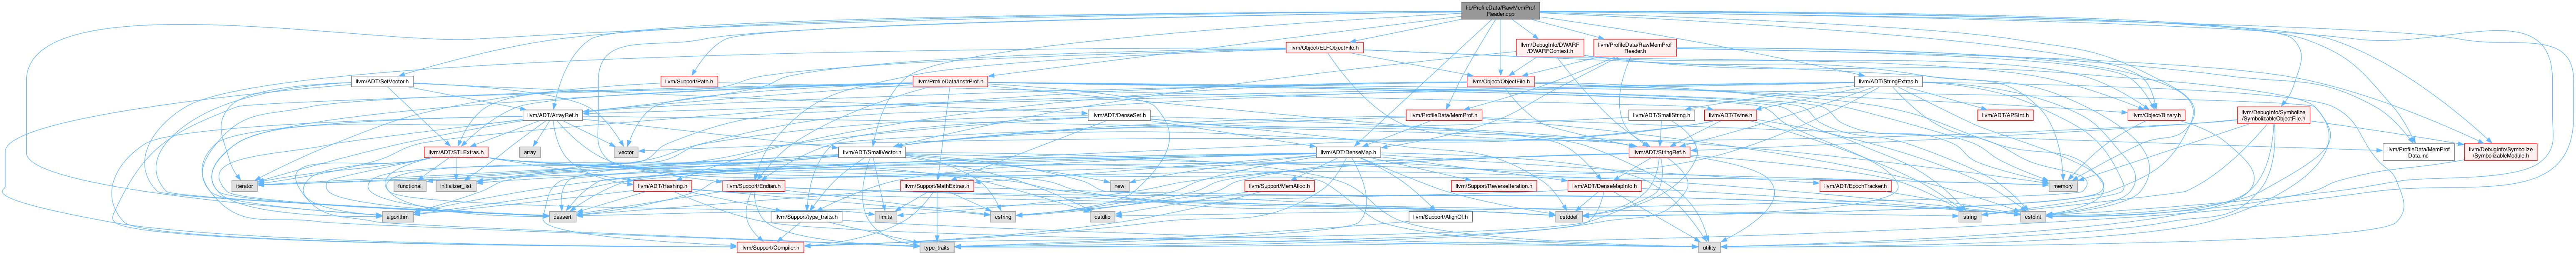 lib/ProfileData/RawMemProf
Reader.cpp
llvm/Object/ELFObjectFile.h
llvm/DebugInfo/DWARF
/DWARFContext.h
llvm/ProfileData/RawMemProf
Reader.h
llvm/ADT/SetVector.h
llvm/Support/Path.h
llvm/ProfileData/InstrProf.h
llvm/Object/ObjectFile.h
llvm/ADT/StringExtras.h
llvm/ADT/ArrayRef.h
llvm/ADT/DenseSet.h
llvm/ProfileData/MemProf.h
llvm/ADT/SmallString.h
llvm/ADT/Twine.h
llvm/ADT/APSInt.h
llvm/Object/Binary.h
llvm/DebugInfo/Symbolize
/SymbolizableObjectFile.h
llvm/ADT/STLExtras.h
array
vector
llvm/ADT/SmallVector.h
llvm/ADT/DenseMap.h
llvm/ADT/StringRef.h
llvm/ProfileData/MemProf
Data.inc
llvm/DebugInfo/Symbolize
/SymbolizableModule.h
iterator
functional
initializer_list
llvm/ADT/Hashing.h
llvm/Support/Endian.h
new
llvm/Support/MathExtras.h
llvm/Support/MemAlloc.h
llvm/Support/ReverseIteration.h
llvm/ADT/DenseMapInfo.h
llvm/ADT/EpochTracker.h
memory
algorithm
cassert
llvm/Support/type_traits.h
limits
cstring
cstdlib
llvm/Support/AlignOf.h
cstddef
string
cstdint
llvm/Support/Compiler.h
type_traits
utility